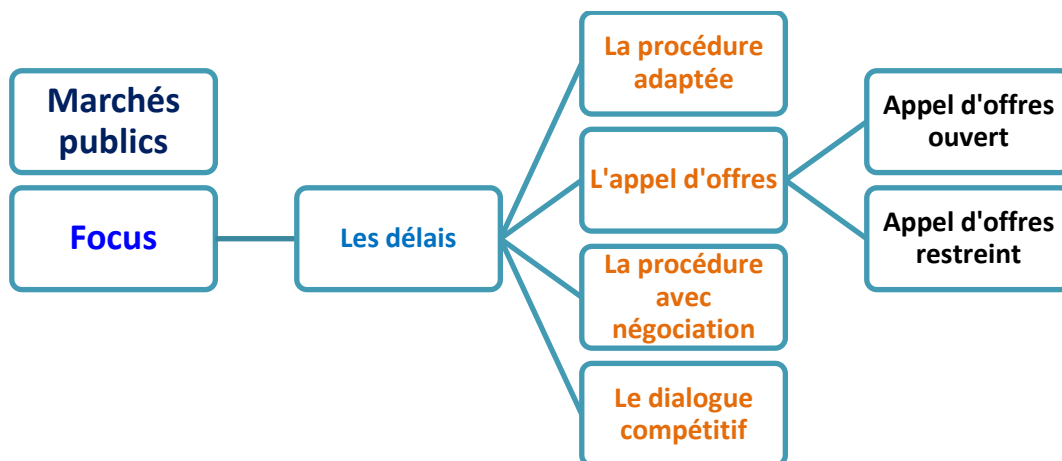 Marchés
publics
Focus
Les délais
La procédure
adaptée
L'appel d'offres
La procédure
avec
négociation
Le dialogue
compétitif
Appel d'offres
ouvert
Appel d'offres
restreint